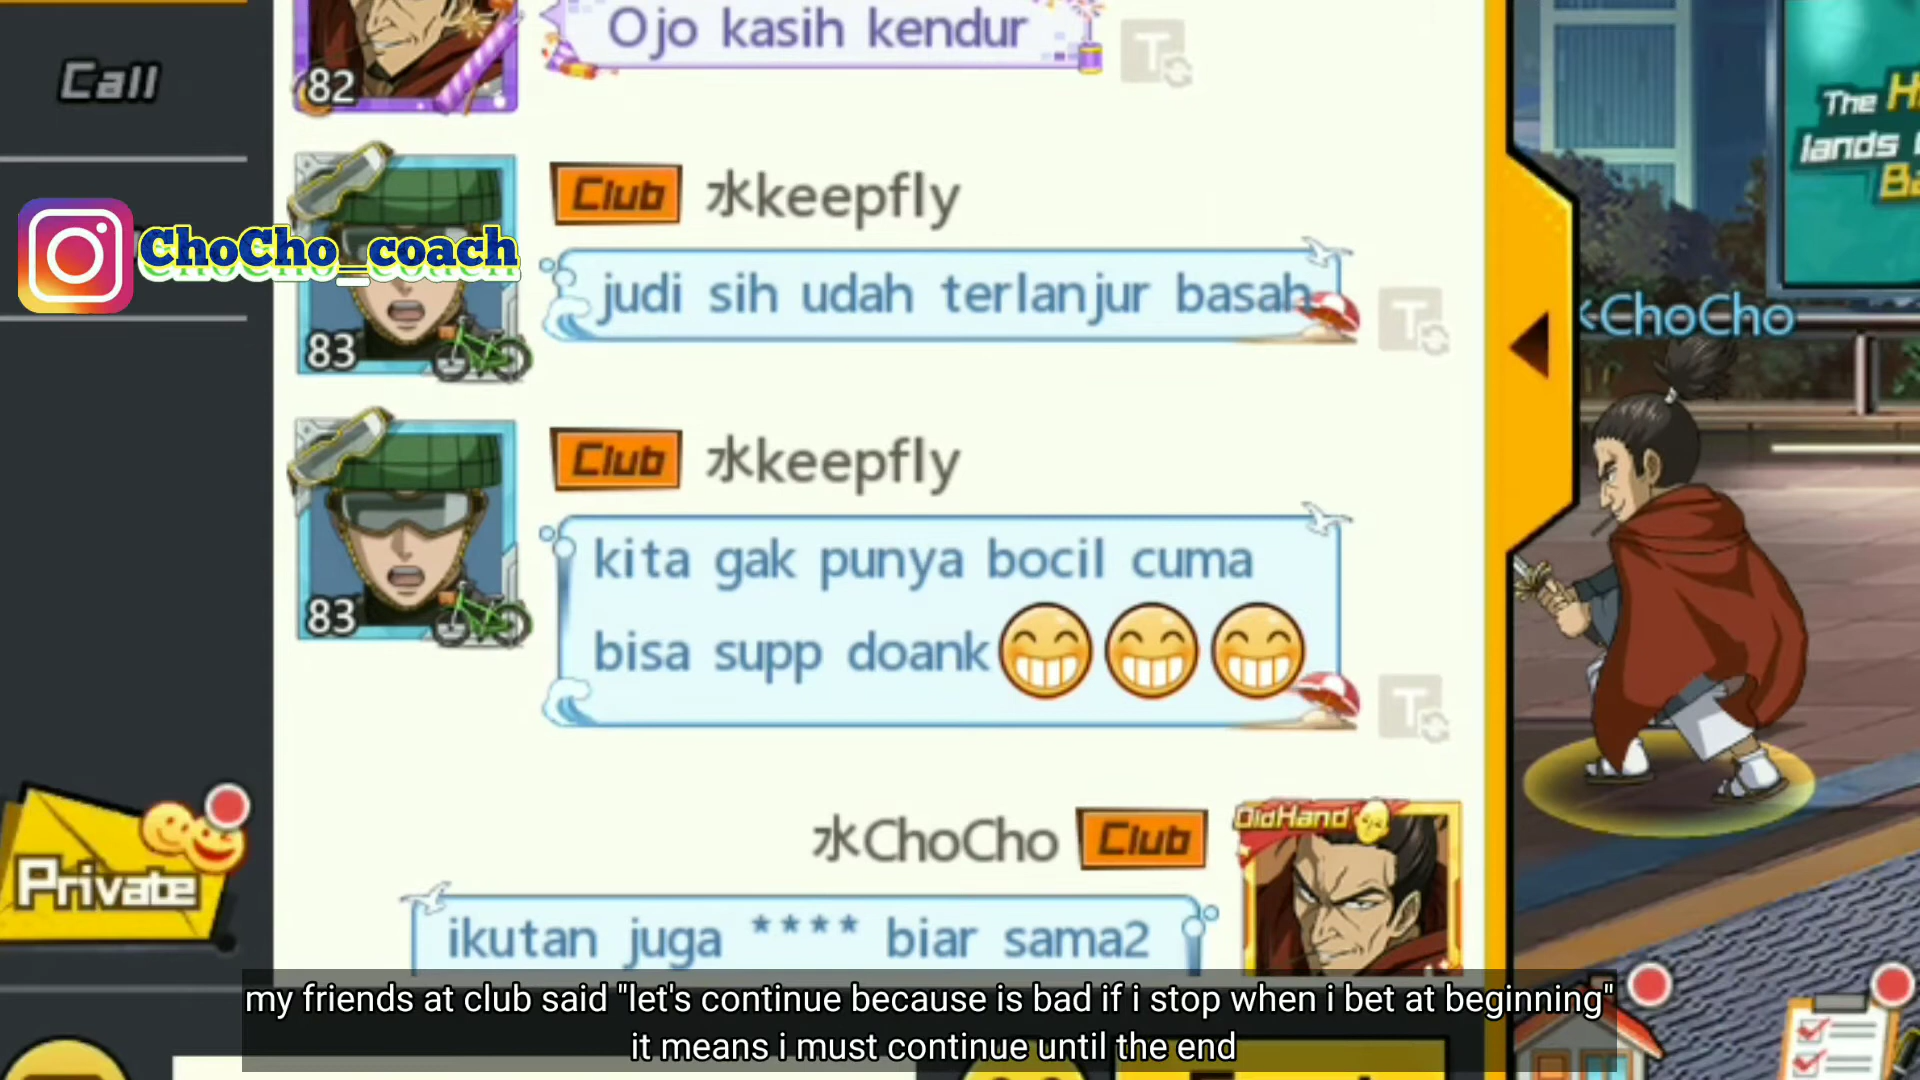 Ojo kasih kendur
82
Call
Club 水keepfly
ChoCho_coach
judi sih udah terlanjur basah
83
The
lands
水ChoCho
Club 水keepfly
kita gak punya bocil cuma
bisa supp doank😁😁😁
83
水ChoCho Club
OldHand
Private
ikutan juga **** biar sama2
my friends at club said "let's continue because is bad if i stop when i bet at beginning"
it means i must continue until the end